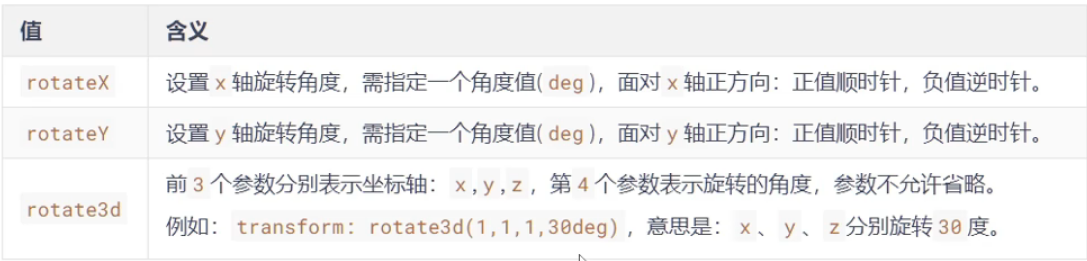 值 含义
rotateX 设置 x 轴旋转角度，需指定一个角度值( deg )，面对 x 轴正方向：正值顺时针，负值逆时针。
rotateY 设置 y 轴旋转角度，需指定一个角度值( deg )，面对 y 轴正方向：正值顺时针，负值逆时针。
rotate3d 前 3 个参数分别表示坐标轴： x , y , z ，第 4 个参数表示旋转的角度，参数不允许省略。
例如： transform: rotate3d(1,1,1,30deg) ，意思是： x 、 y 、 z 分别旋转 30 度。